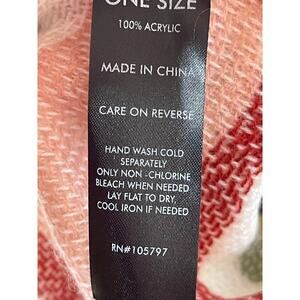 ONE SIZE
100% ACRYLIC
MADE IN CHINA
CARE ON REVERSE
HAND WASH COLD
SEPARATELY
ONLY NON -CHLORINE
BLEACH WHEN NEEDED
LAY FLAT TO DRY,
COOL IRON IF NEEDED
RN#105797